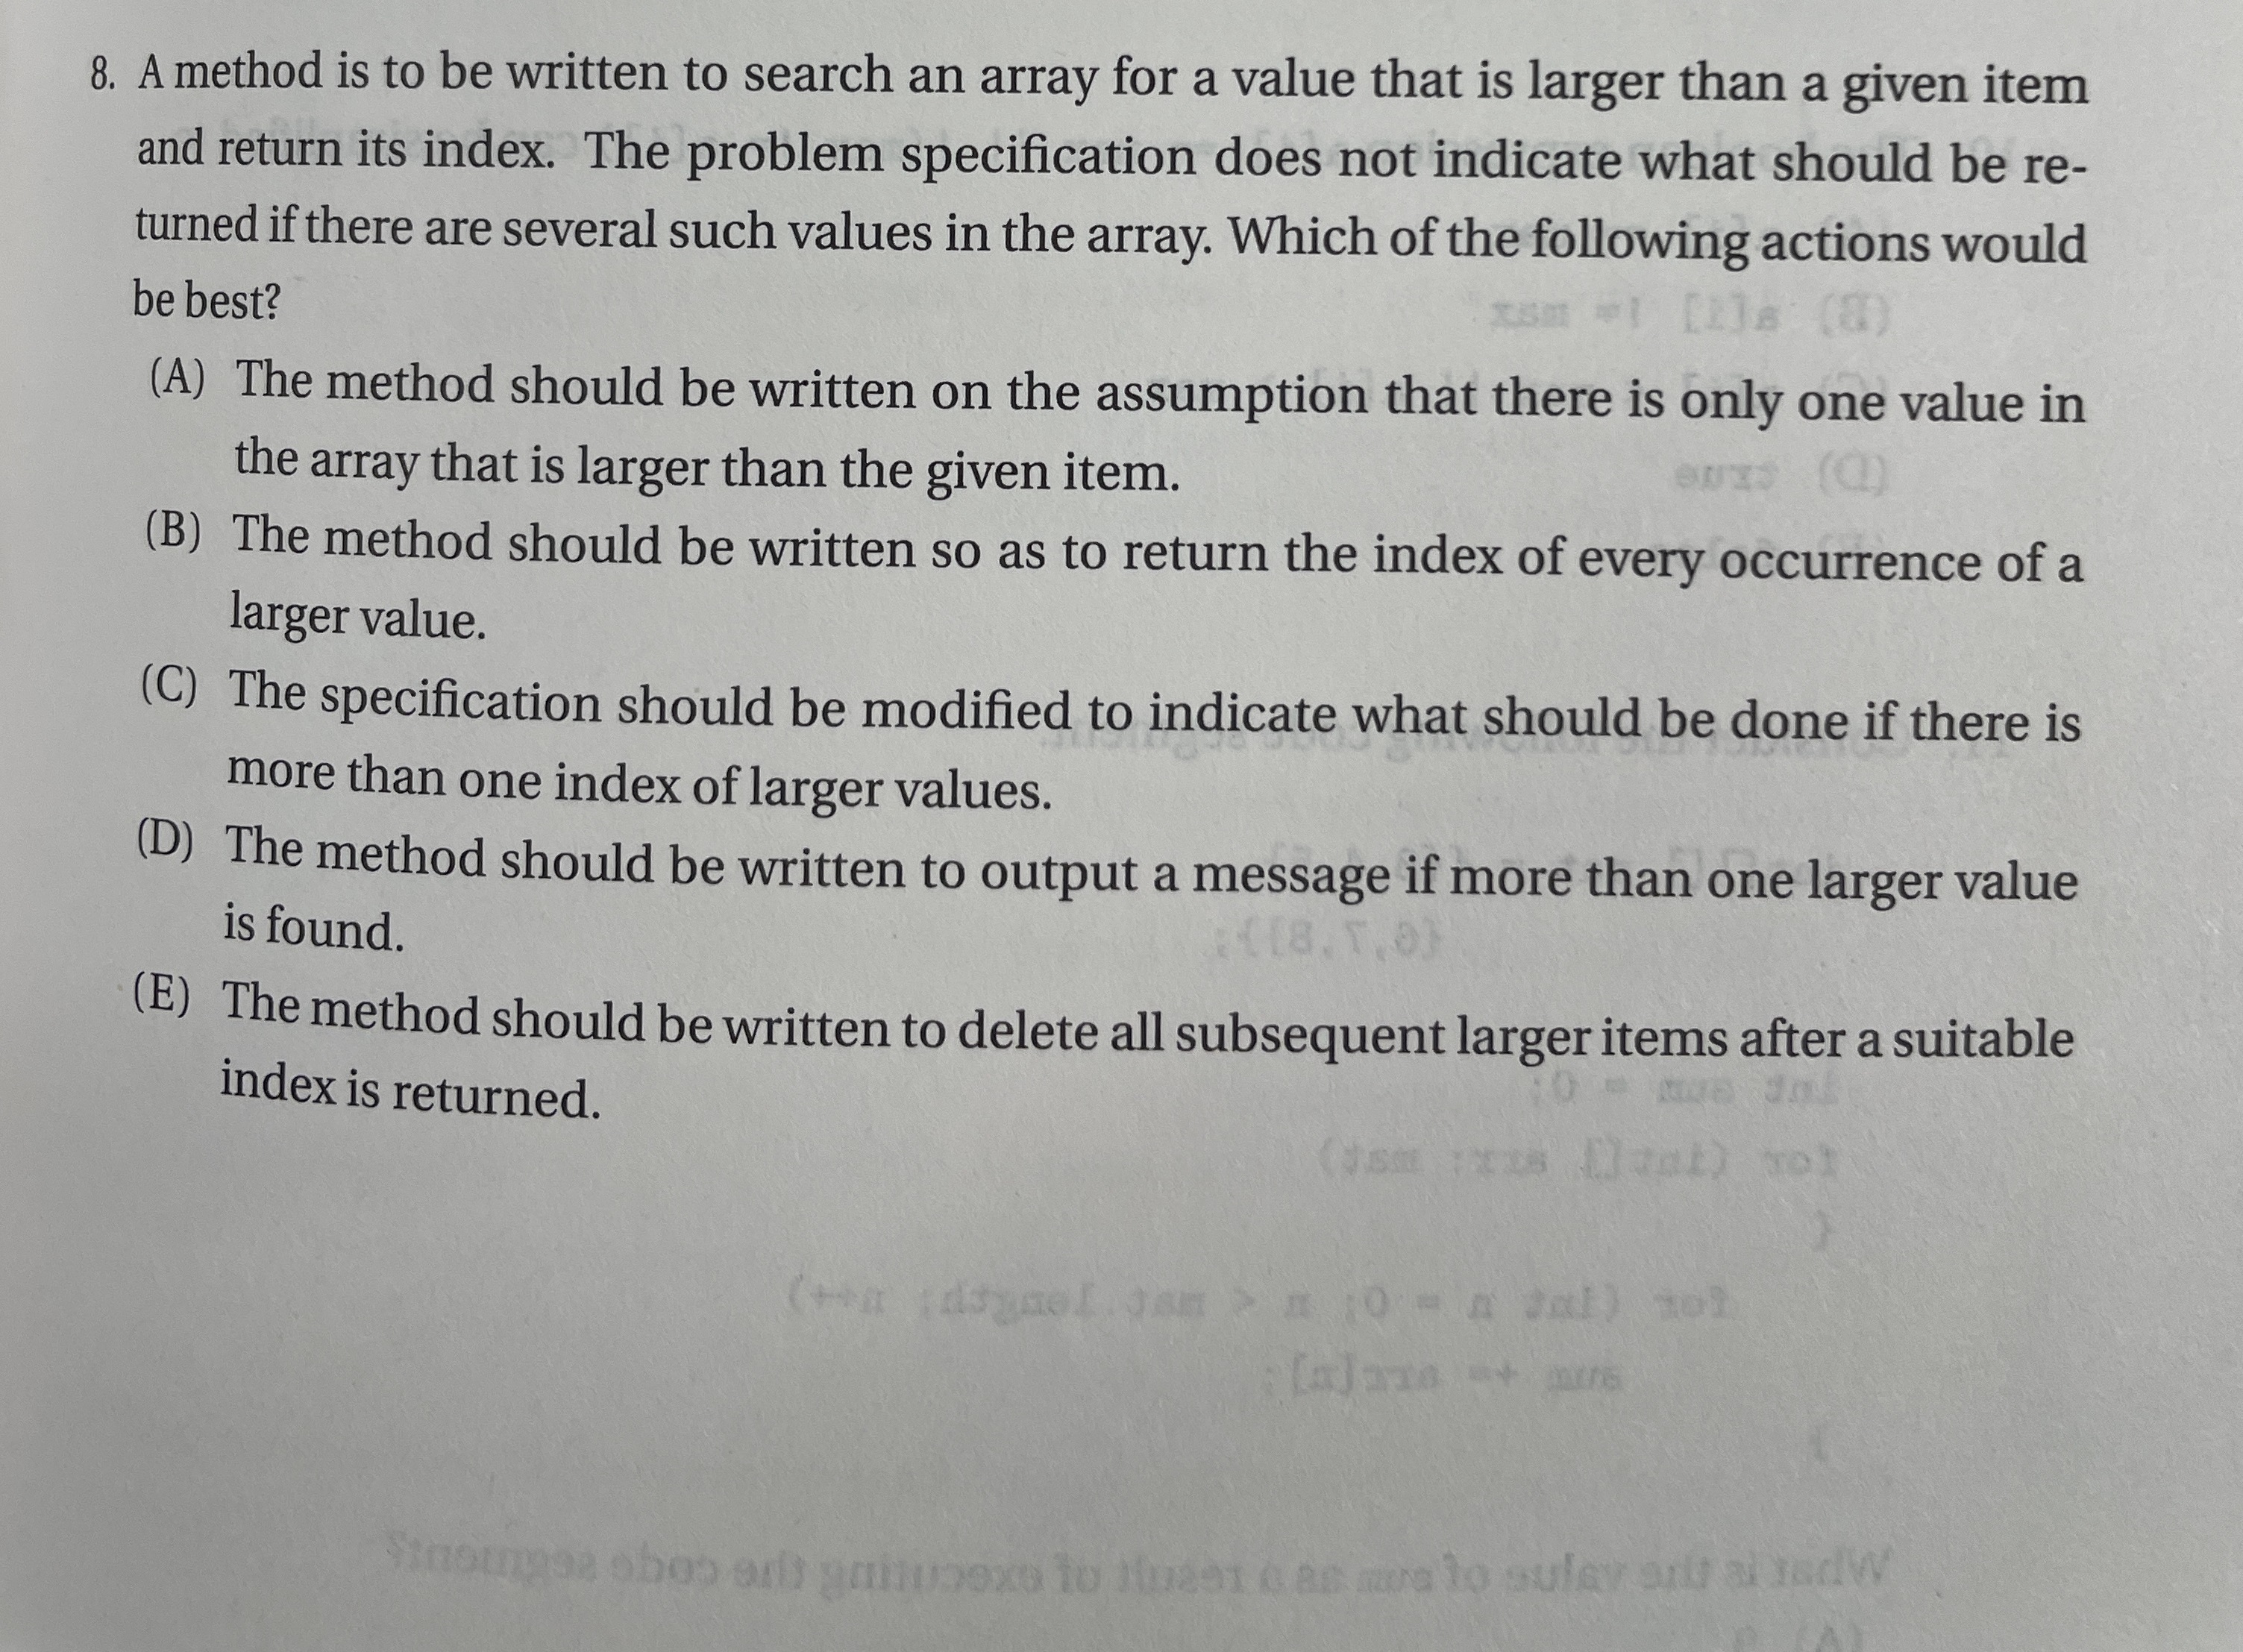 8. A method is to be written to search an array for a value that is larger than a given item
and return its index. The problem specification does not indicate what should be re-
turned if there are several such values in the array. Which of the following actions would
be best?
(A) The method should be written on the assumption that there is only one value in
the array that is larger than the given item.
(B) The method should be written so as to return the index of every occurrence of a
larger value.
(C) The specification should be modified to indicate what should be done if there is
more than one index of larger values.
(D) The method should be written to output a message if more than one larger value
is found.
(E) The method should be written to delete all subsequent larger items after a suitable
index is returned.